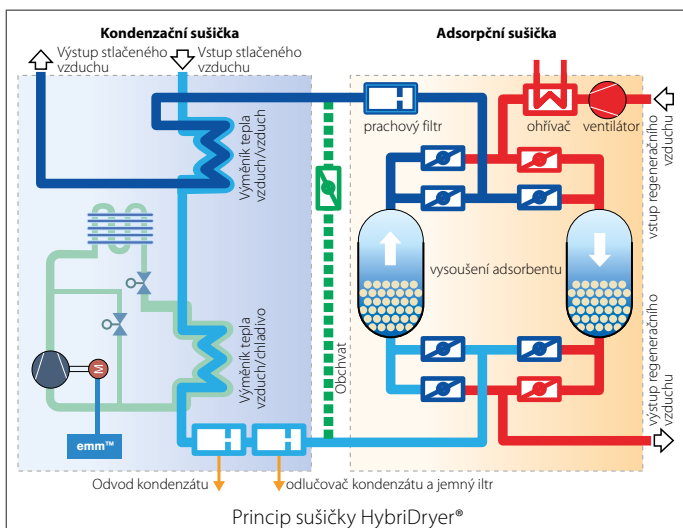 Kondenzační sušička
Adsorpční sušička
Výstup stlačeného
vzduchu
Vstup stlačeného
vzduchu
Výměník tepla
vzduch/vzduch
prachový filtr
ohřívač
ventilátor
vstup regeneračního
vzduchu
vysoušení adsorbentu
Výměník tepla
vzduch/chladivo
Obchvat
M
emm™
výstup regeneračního
vzduchu
Odvod kondenzátu
odlučovač kondenzátu a jemný iltr
Princip sušičky HybriDryer®